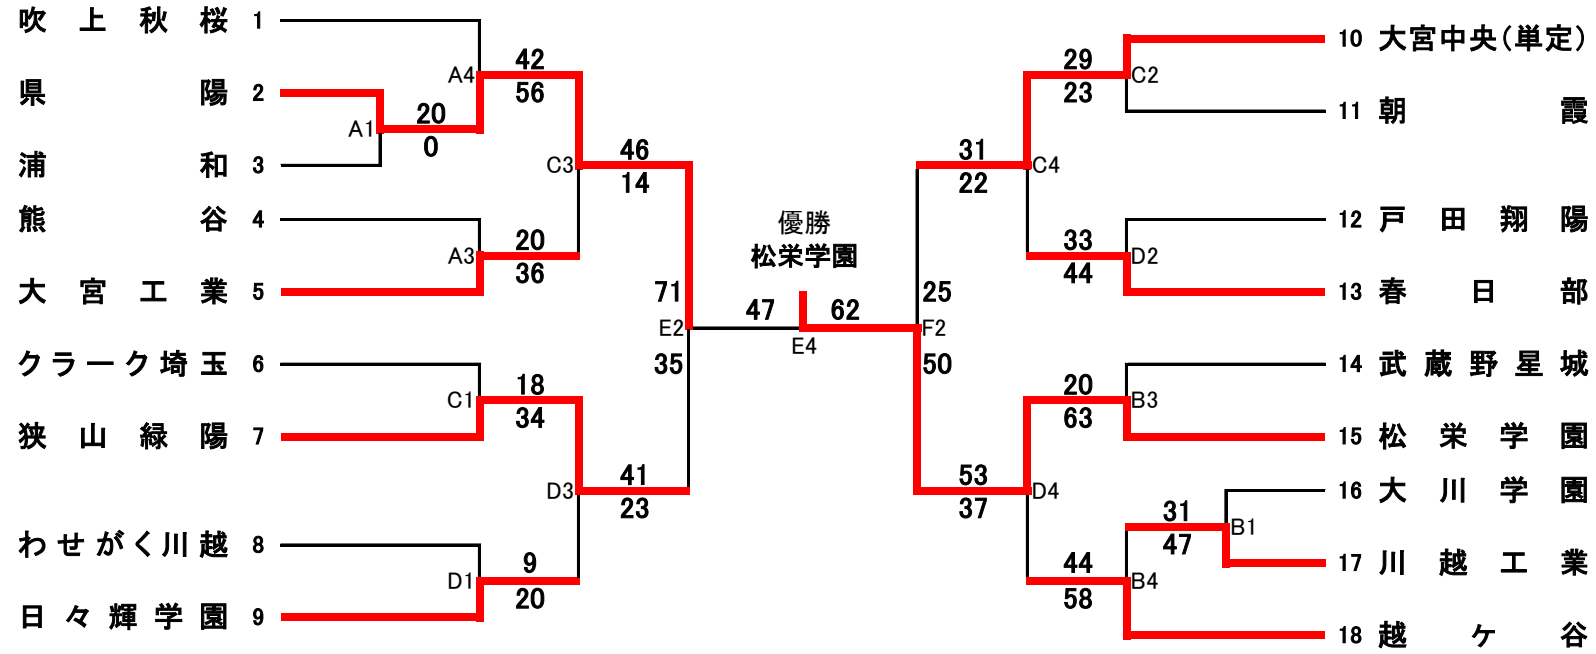 吹上秋桜 1
県陽 2
浦和 3
熊谷 4
大宮工業 5
クラーク埼玉 6
狭山緑陽 7
わせがく川越 8
日々輝学園 9
A4
42
56
A1
20
0
C3
46
14
A3
20
36
71
E2
35
C1
18
34
D3
41
23
D1
9
20
優勝
松栄学園
47
62
E4
29
23
C2
31
22
C4
33
44
D2
25
F2
50
20
63
B3
53
37
D4
31
47
B1
44
58
B4
10 大宮中央(単定)
11 朝霞
12 戸田翔陽
13 春日部
14 武蔵野星城
15 松栄学園
16 大川学園
17 川越工業
18 越ケ谷